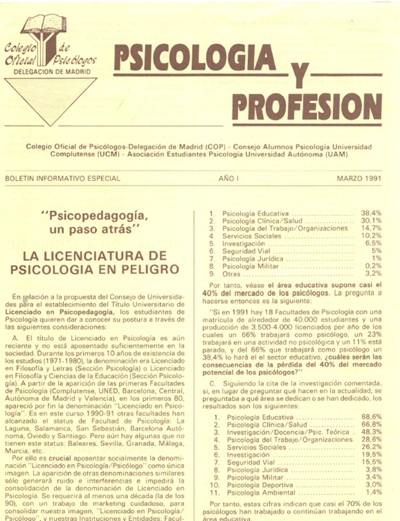 Colegio de
Oficial Psicólogos
DELEGACION DE MADRID
PSICOLOGIA
Y
PROFESION
Colegio Oficial de Psicólogos-Delegación de Madrid (COP) - Consejo Alumnos Psicología Universidad
Complutense (UCM) - Asociación Estudiantes Psicología Universidad Autónoma (UAM)
BOLETIN INFORMATIVO ESPECIAL AÑO I MARZO 1991
"Psicopedagogía,
un paso atrás"
LA LICENCIATURA DE
PSICOLOGIA EN PELIGRO
En relación a la propuesta del Consejo de Universida-
des para el establecimiento del Título Universitario de
Licenciado en Psicopedagogía, los estudiantes de
Psicología quieren dar a conocer su postura a través de
las siguientes consideraciones:
A. El título de Licenciado en Psicología es aún
reciente y no está aposentado suficientemente en la
sociedad. Durante los primeros 10 años de existencia de
los estudios (1971-1980), la denominación era Licenciado
en Filosofía y Letras (Sección Psicología) o Licenciado
en Filosofía y Ciencias de la Educación (Sección Psicolo-
gía). A partir de la aparición de las primeras Facultades
de Psicología (Complutense, UNED, Barcelona, Central,
Autónoma de Madrid y Valencia), en los primeros 80,
apareció por fin la denominación "Licenciado en Psico-
logía". Es en este curso 1990-91 otras facultades han
alcanzado el status de Facultad de Psicología: La
Laguna, Salamanca, San Sebastián, Barcelona Autó-
noma, Oviedo y Santiago. Pero aún hay algunas que no
tienen este status: Baleares, Sevilla, Granada, Málaga,
Murcia, etc.
Por ello es crucial aposentar socialmente la denomi-
nación "Licenciado en Psicología/Psicólogo" como única
imagen. La aparición de otras denominaciones similares
sólo generará ruido e interferencias e impedirá la
consolidación de la denominación de Licenciado en
Psicología. Se requerirá al menos una década (la de los
90), con un trabajo de marketing cuidadoso, para
consolidar nuestra imagen, "Licenciado en Psicología/
Psicólogo", y nuestras Instituciones y Entidades: Facul-
1. Psicología Educativa 38,4%
2. Psicología Clínica/Salud 30,1%
3. Psicología del Trabajo/Organizaciones 14,7%
4. Servicios Sociales 10,2%
5. Investigación 6,5%
6. Seguridad Vial 5%
7. Psicología Jurídica 1%
8. Psicología Militar 0,2%
9. Otras 3,2%
Por tanto, véase el área educativa supone casi el
40% del mercado de los psicólogos. La pregunta a
hacerse entonces es la siguiente:
"Si en 1991 hay 18 Facultades de Psicología con una
matrícula de alrededor de 40.000 estudiantes y una
producción de 3.500-4.000 licenciados por año de los
cuales un 66% trabajará como psicólogo, un 23%
trabajará en una actividad no psicológica y un 11% está
parado, y del 66% que trabajará como psicólogo un
38,4% lo hará el el sector educativo, ¿cuáles serán las
consecuencias de la pérdida del 40% del mercado
potencial de los psicólogos?"
C. Siguiendo la cita de la investigación comentada,
si, en lugar de preguntar qué hacen en la actualidad, se
preguntaba a qué área se dedican o se han dedicado, los
resultados son los siguientes:
1. Psicología Educativa 68,6%
2. Psicología Clínica/Salud 66,8%
3. Investigación/Docencia/Psic. Teórica 48,3%
4. Psicología del Trabajo/Organizaciones 28,6%
5. Servicios Sociales 26,2%
6. Investigación 19,5%
7. Seguridad Vial 15,5%
8. Psicología Jurídica 3,8%
9. Psicología Militar 3,4%
10. Psicología Deportiva 3,0%
11. Psicología Ambiental 1,4%
Por tanto, estas cifras indican que casi el 70% de los
psicólogos han trabajado o continúan trabajando en el
área educativa.